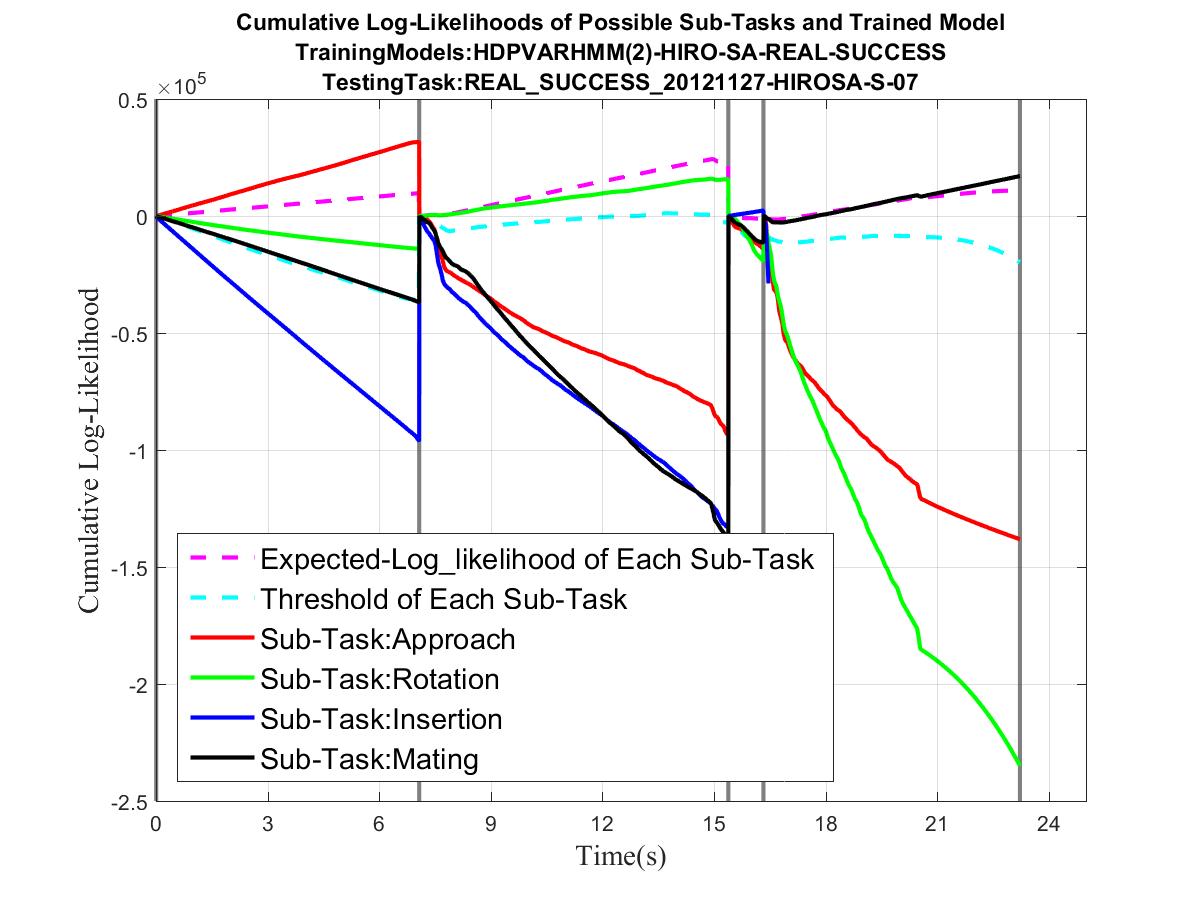 Cumulative Log-Likelihoods of Possible Sub-Tasks and Trained Model
TrainingModels:HDPVARHMM(2)-HIRO-SA-REAL-SUCCESS
TestingTask:REAL_SUCCESS_20121127-HIROSA-S-07
×10^5
0.5
0
-0.5
-1
-1.5
-2
-2.5
Cumulative Log-Likelihood
Expected-Log_likelihood of Each Sub-Task
Threshold of Each Sub-Task
Sub-Task:Approach
Sub-Task:Rotation
Sub-Task:Insertion
Sub-Task:Mating
0 3 6 9 12 15 18 21 24
Time(s)